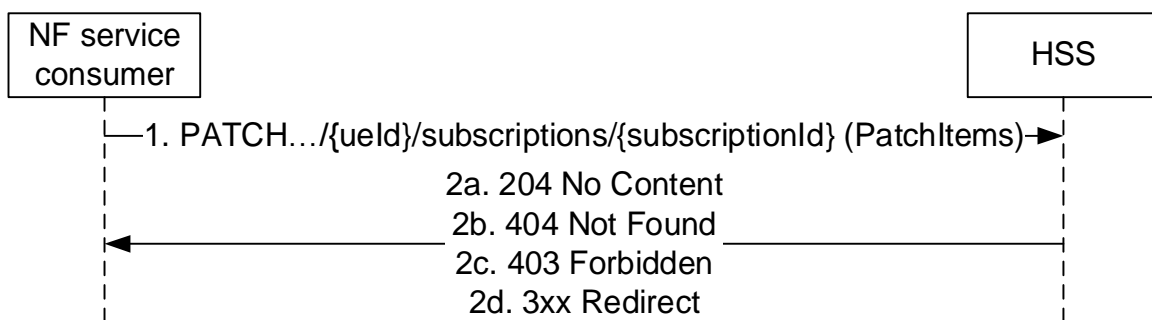 NF service
consumer
HSS
1. PATCH…/{ueId}/subscriptions/{subscriptionId} (PatchItems)
2a. 204 No Content
2b. 404 Not Found
2c. 403 Forbidden
2d. 3xx Redirect